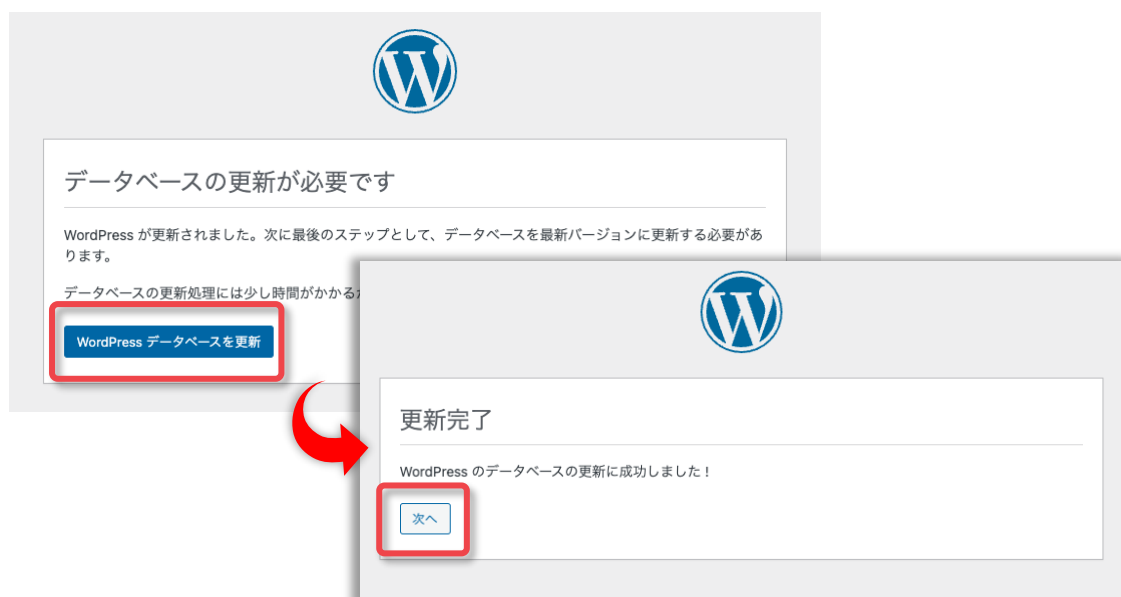 データベースの更新が必要です
WordPress が更新されました。次に最後のステップとして、データベースを最新バージョンに更新する必要があ
ります。
データベースの更新処理には少し時間がかかる
WordPress データベースを更新
更新完了
WordPress のデータベースの更新に成功しました !
次へ